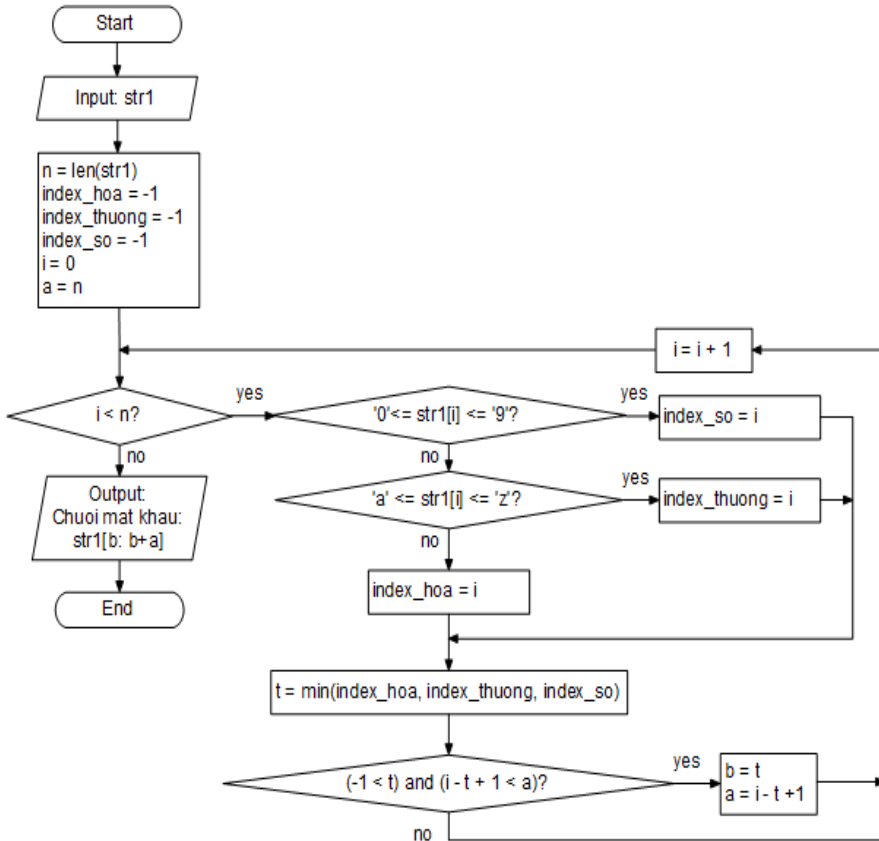 Start
Input: str1
n = len(str1)
index_hoa = -1
index_thuong = -1
index_so = -1
i = 0
a = n
i = i + 1
i < n?
yes
'0'<= str1[i] <= '9'?
yes
index_so = i
no
no
Output:
Chuoi mat khau:
str1[b: b+a]
'a' <= str1[i] <= 'z'?
yes
index_thuong = i
no
End
index_hoa = i
t = min(index_hoa, index_thuong, index_so)
(-1 < t) and (i - t + 1 < a)?
yes
b = t
a = i - t +1
no